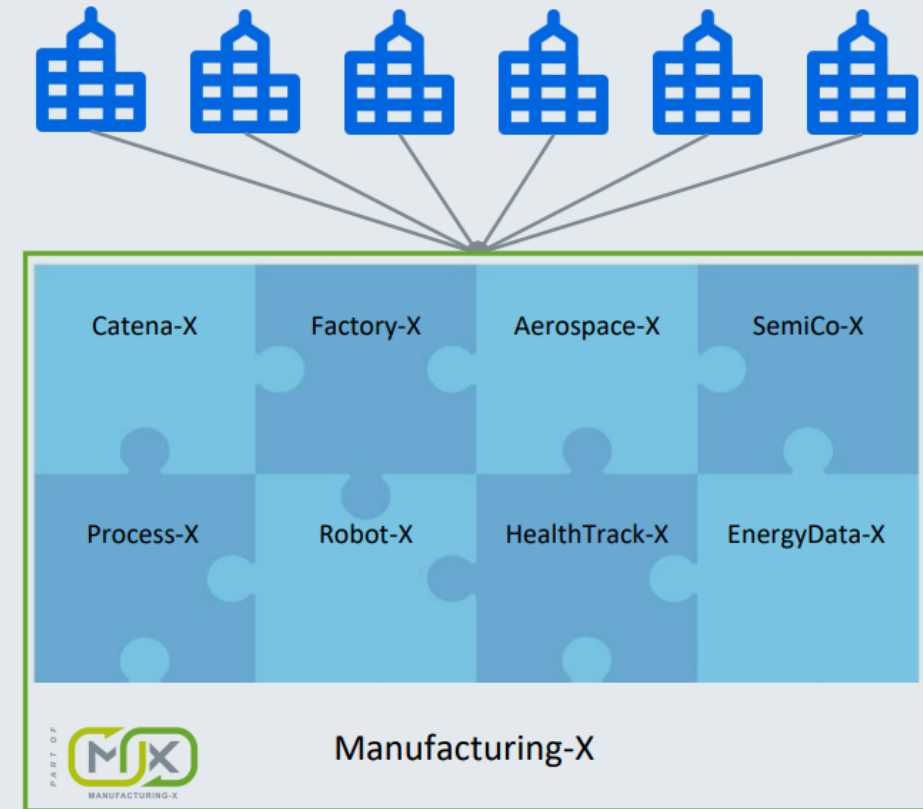 Catena-X Factory-X Aerospace-X SemiCo-X
Process-X Robot-X HealthTrack-X EnergyData-X
PART OF
MX
MANUFACTURING-X
Manufacturing-X